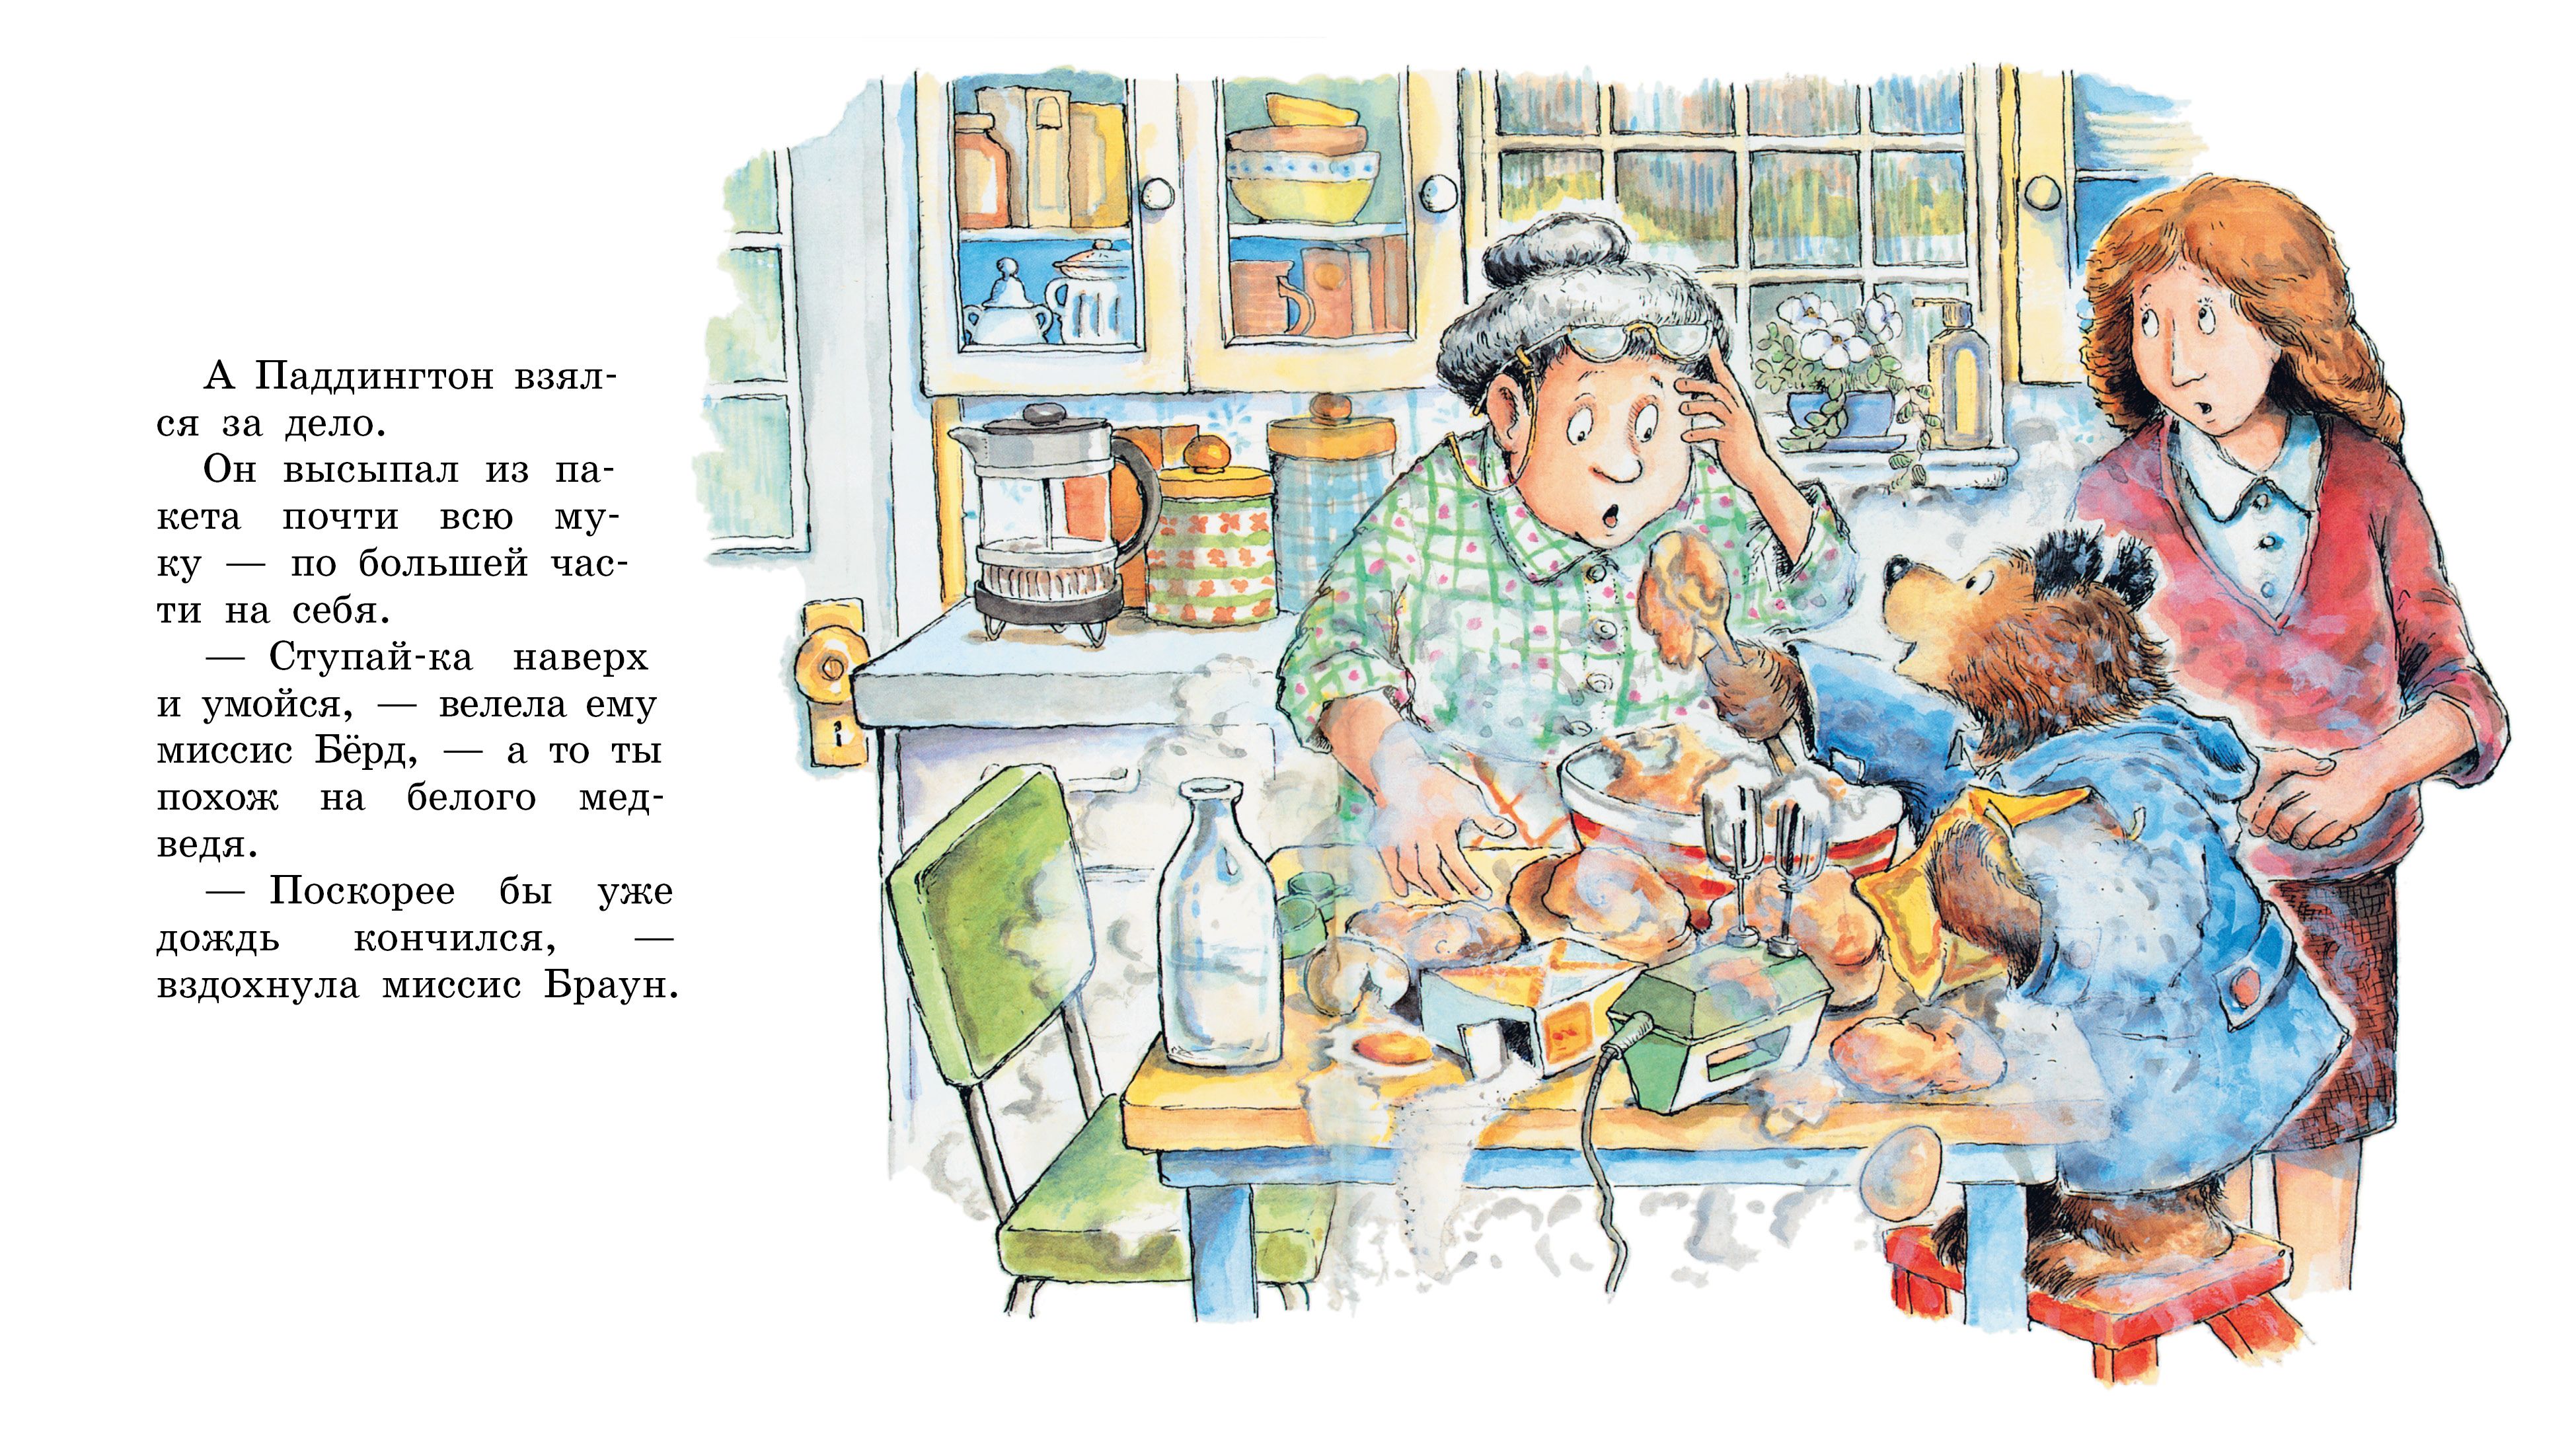 А Паддингтон взял-
ся за дело.
Он высыпал из па-
кета почти всю му-
ку — по большей час-
ти на себя.
— Ступай-ка наверх
и умойся, — велела ему
миссис Бёрд, — а то ты
похож на белого мед-
ведя.
— Поскорее бы уже
дождь кончился, —
вздохнула миссис Браун.